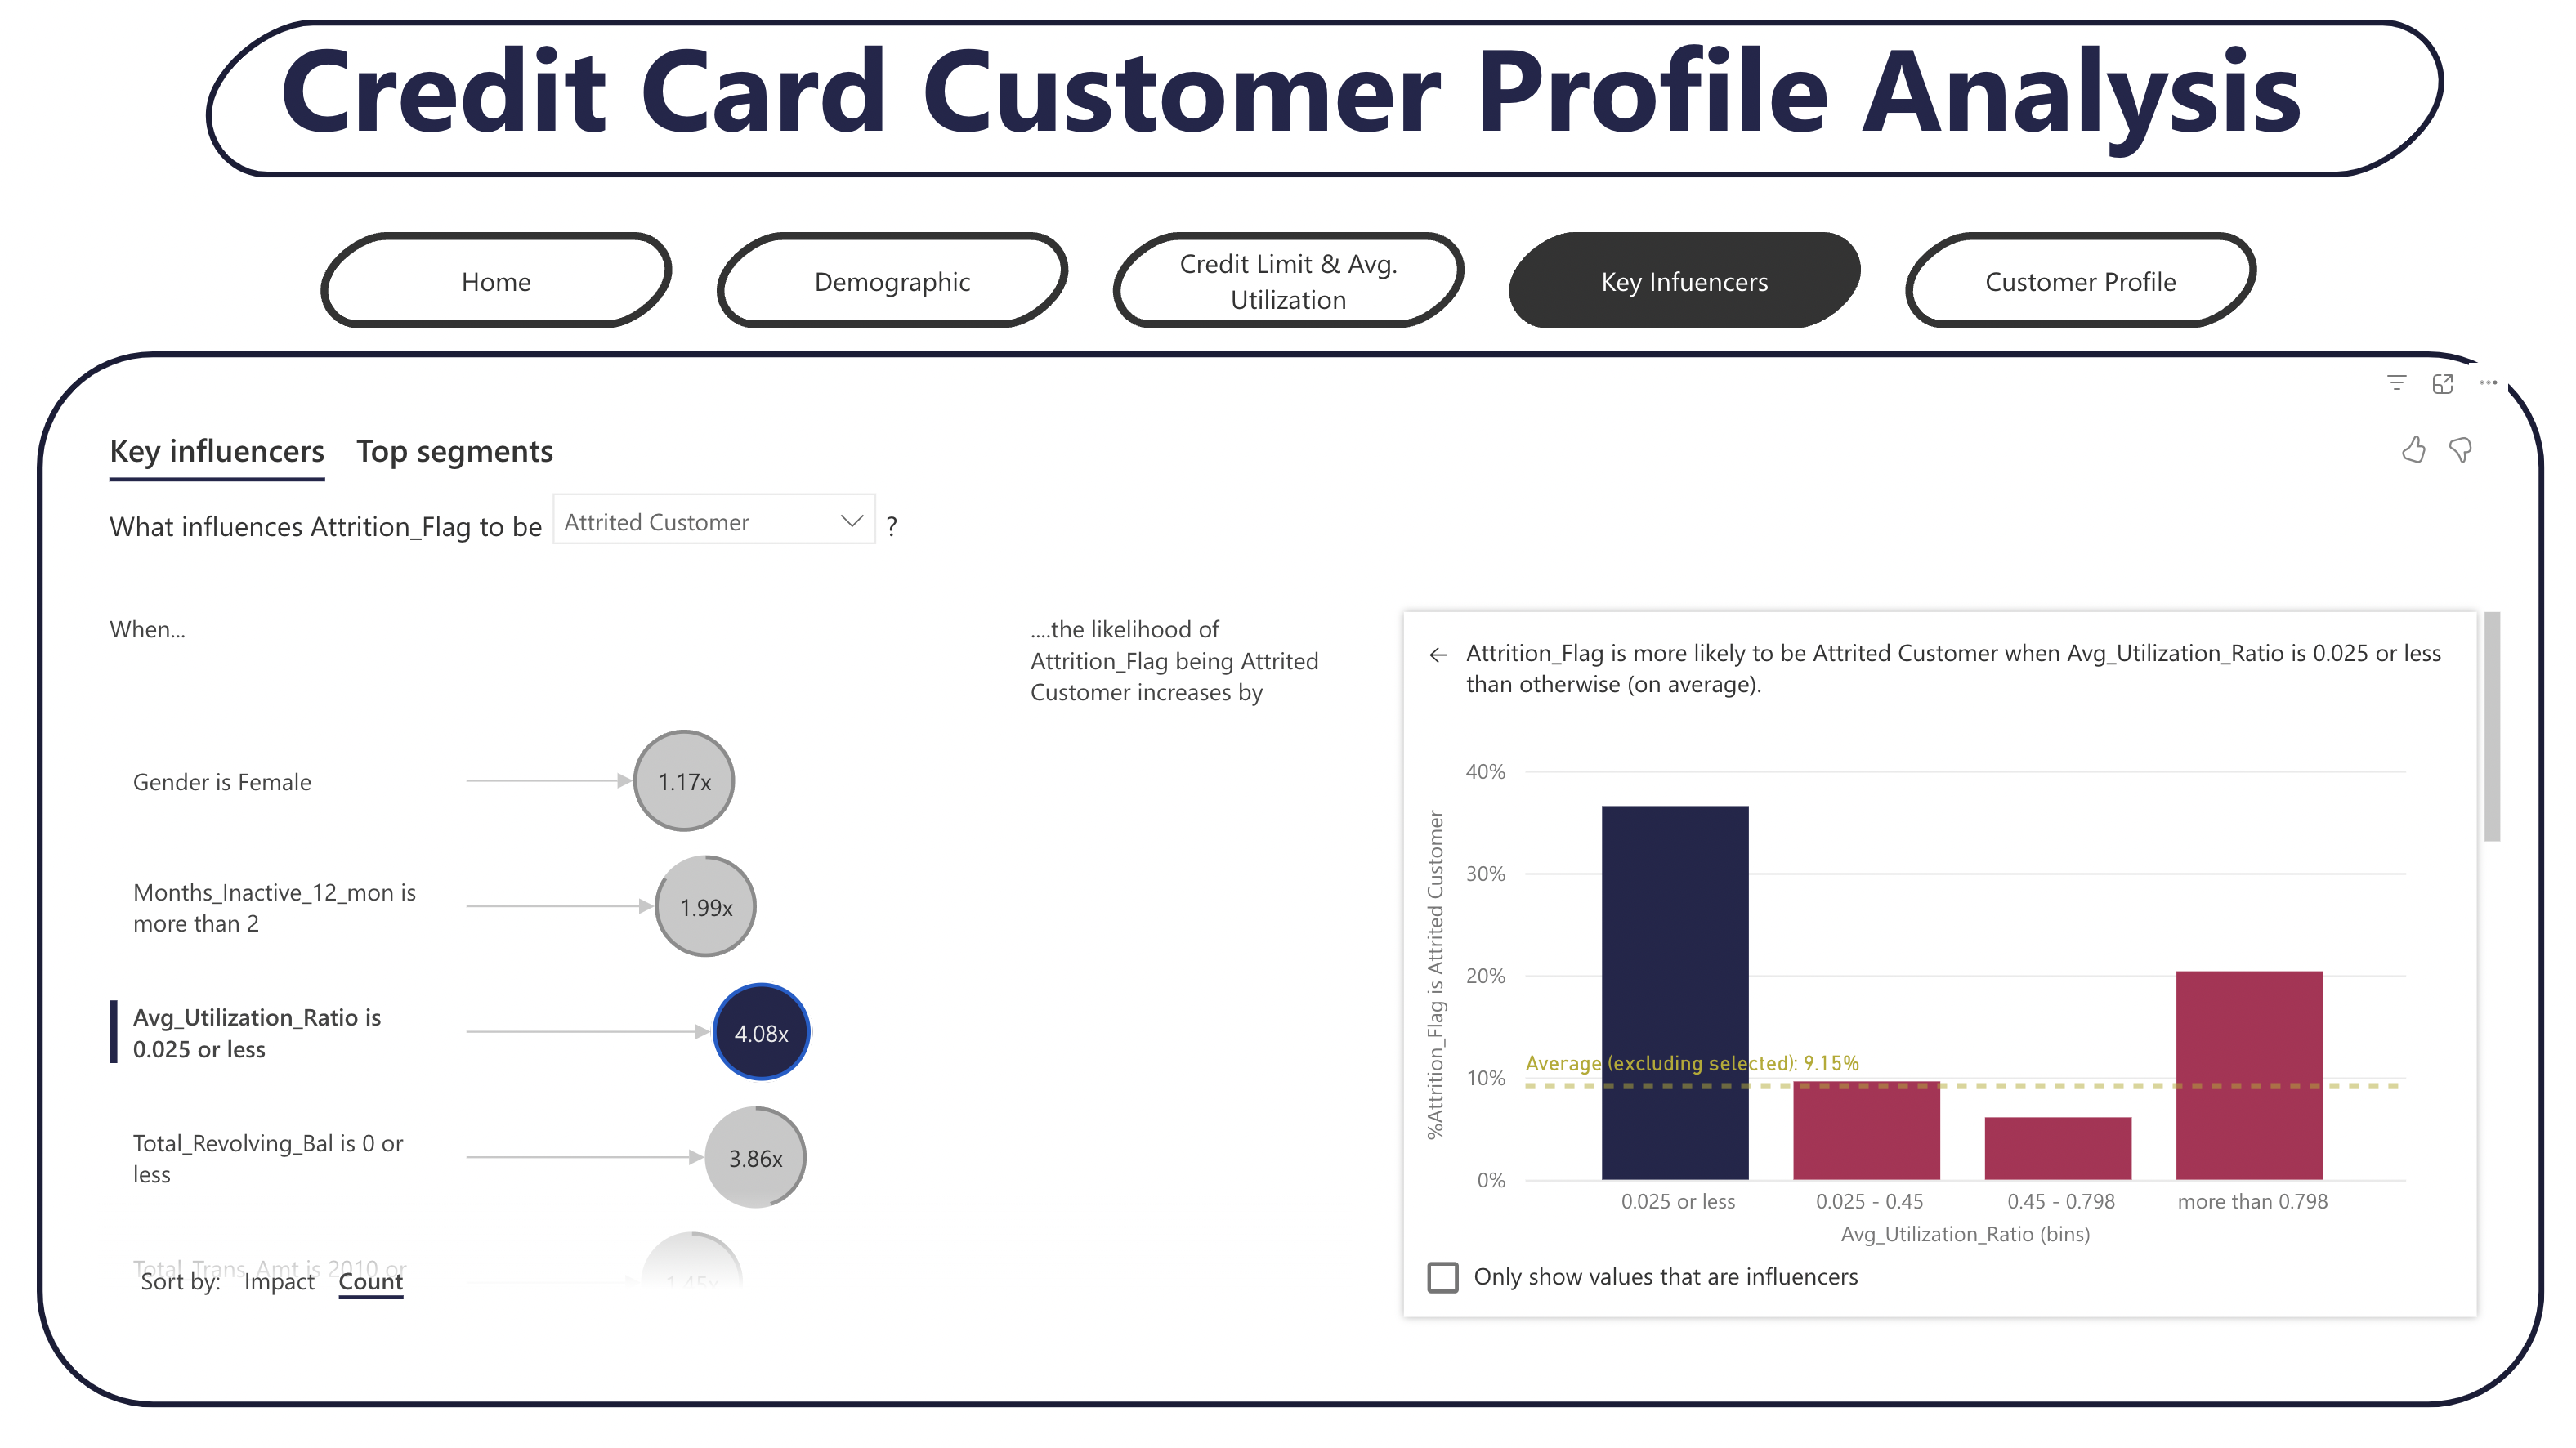 Credit Card Customer Profile Analysis
Home
Demographic
Credit Limit & Avg.
Utilization
Key Infuencers
Customer Profile
Key influencers
Top segments
What influences Attrition_Flag to be
Attrited Customer
?
When...
....the likelihood of
Attrition_Flag being Attrited
Customer increases by
Gender is Female
1.17x
Months_Inactive_12_mon is
more than 2
1.99x
Avg_Utilization_Ratio is
0.025 or less
4.08x
Total_Revolving_Bal is 0 or
less
3.86x
Total_Trans_Amt is 2010 or
1.45x
Sort by: Impact Count
Attrition_Flag is more likely to be Attrited Customer when Avg_Utilization_Ratio is 0.025 or less
than otherwise (on average).
%Attrition_Flag is Attrited Customer
40%
30%
20%
10%
0%
Average (excluding selected): 9.15%
0.025 or less
0.025 - 0.45
0.45 - 0.798
more than 0.798
Avg_Utilization_Ratio (bins)
Only show values that are influencers